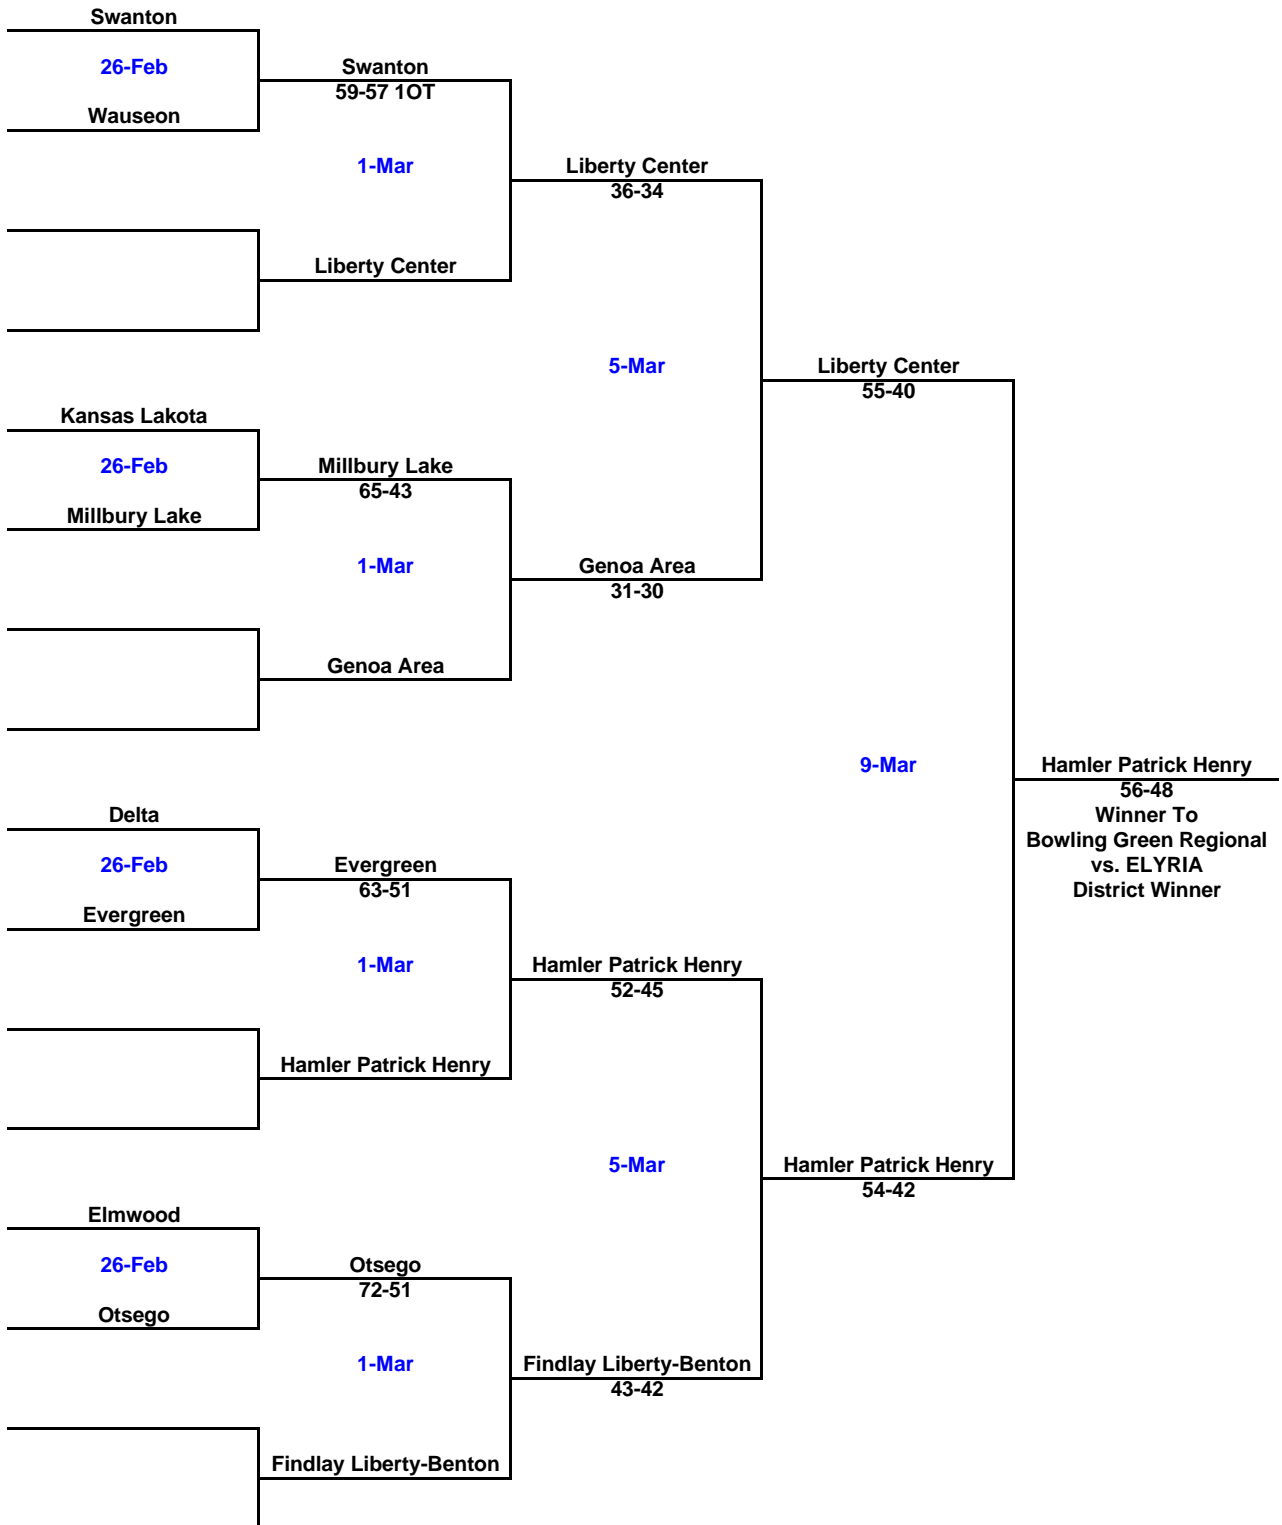 Swanton
26-Feb
Swanton
59-57 1OT
Wauseon
1-Mar
Liberty Center
36-34
Liberty Center
5-Mar
Liberty Center
55-40
Kansas Lakota
26-Feb
Millbury Lake
65-43
Millbury Lake
1-Mar
Genoa Area
31-30
Genoa Area
9-Mar
Hamler Patrick Henry
56-48
Winner To
Bowling Green Regional
vs. ELYRIA
District Winner
Delta
26-Feb
Evergreen
63-51
Evergreen
1-Mar
Hamler Patrick Henry
52-45
Hamler Patrick Henry
5-Mar
Hamler Patrick Henry
54-42
Elmwood
26-Feb
Otsego
72-51
Otsego
1-Mar
Findlay Liberty-Benton
43-42
Findlay Liberty-Benton